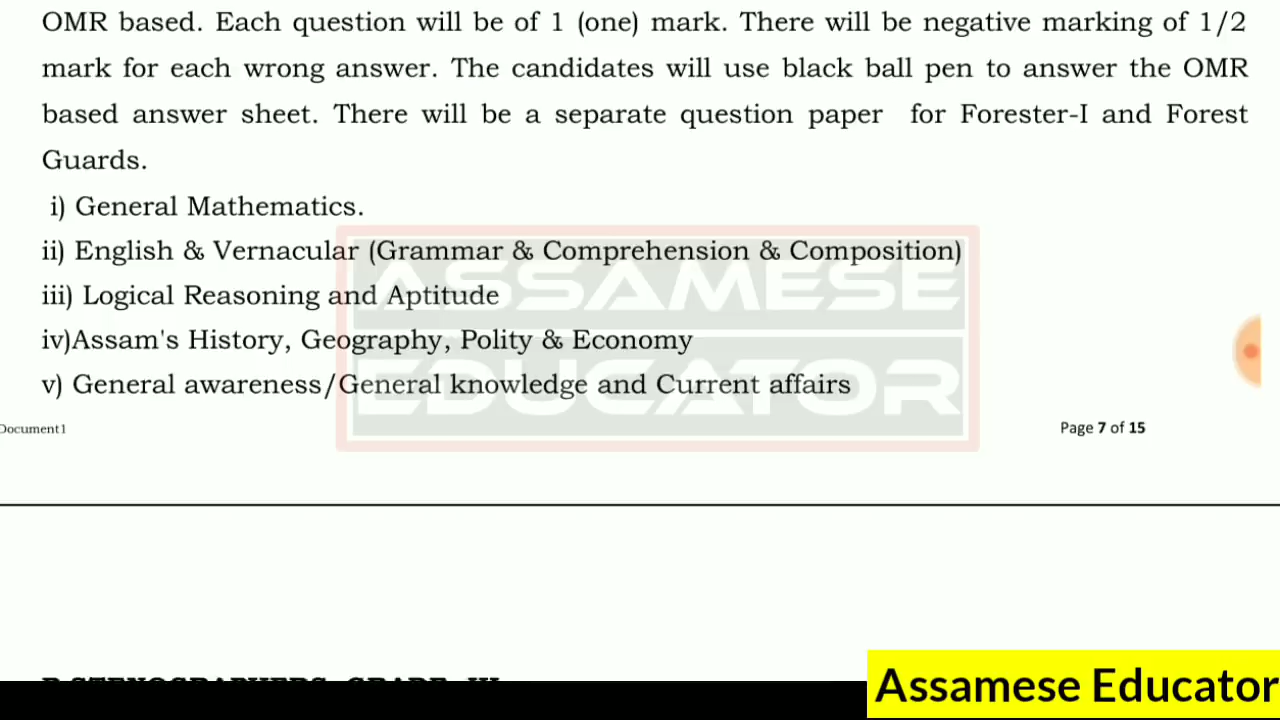 OMR based. Each question will be of 1 (one) mark. There will be negative marking of 1/2
mark for each wrong answer. The candidates will use black ball pen to answer the OMR
based answer sheet. There will be a separate question paper for Forester-I and Forest
Guards.
i) General Mathematics.
ii) English & Vernacular (Grammar & Comprehension & Composition)
iii) Logical Reasoning and Aptitude
iv)Assam's History, Geography, Polity & Economy
v) General awareness/General knowledge and Current affairs
ASSAMESE
EDUCATOR
Document1
Page 7 of 15
Assamese Educator